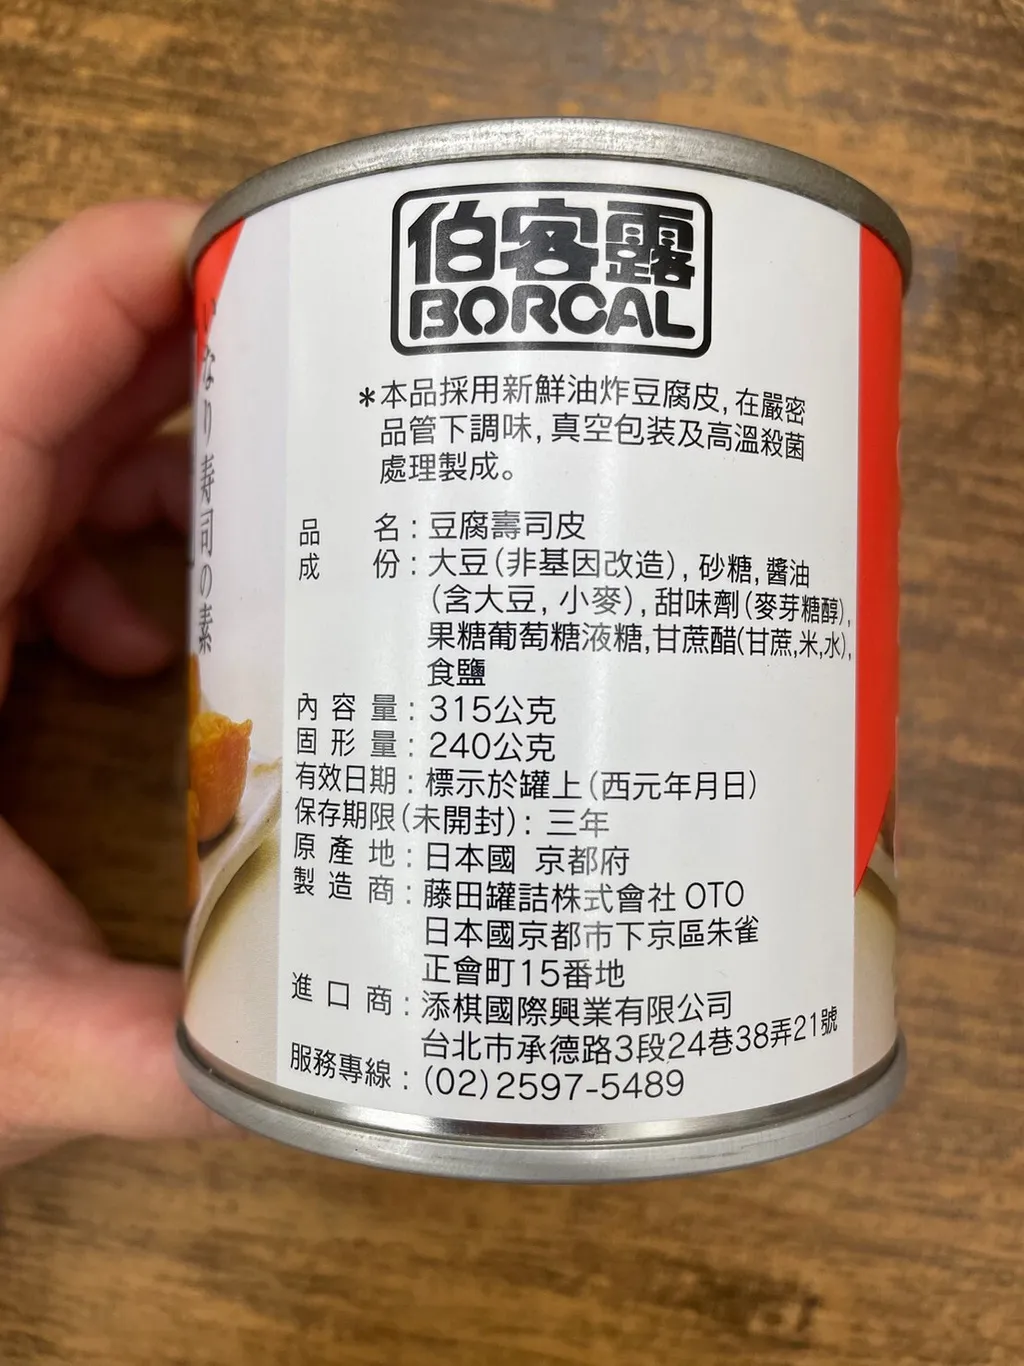 伯客露
BORCAL
*本品採用新鮮油炸豆腐皮,在嚴密
品管下調味,真空包装及高溫殺菌
處理製成。
品名:豆腐壽司皮
成份:大豆(非基因改造),砂糖,醬油
(含大豆,小麥),甜味劑(麥芽糖醇),
果糖葡萄糖液糖,甘蔗醋(甘蔗,米,水),
食鹽
內容量:315公克
固形量:240公克
有效日期:標示於罐上(西元年月日)
保存期限(未開封):三年
原產地:日本國 京都府
製造商:藤田罐詰株式會社 OTO
日本國京都市下京區朱雀
正會町15番地
進口商:添棋國際興業有限公司
台北市承德路3段24巷38弄21號
服務專線:(02)2597-5489
いなり寿司の素